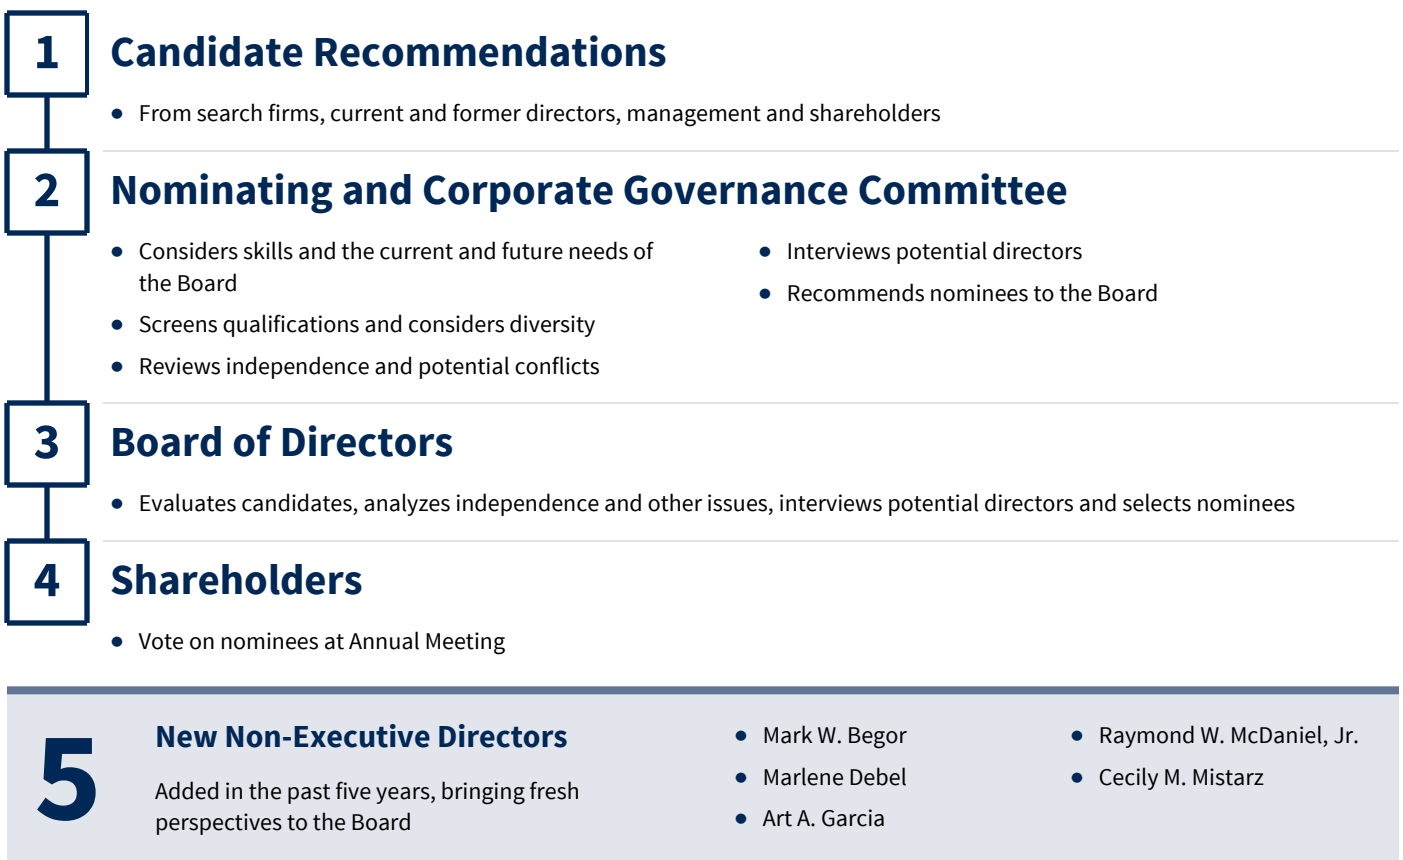 1
Candidate Recommendations
● From search firms, current and former directors, management and shareholders
2
Nominating and Corporate Governance Committee
● Considers skills and the current and future needs of
the Board
● Screens qualifications and considers diversity
● Reviews independence and potential conflicts
● Interviews potential directors
● Recommends nominees to the Board
3
Board of Directors
● Evaluates candidates, analyzes independence and other issues, interviews potential directors and selects nominees
4
Shareholders
● Vote on nominees at Annual Meeting
5
New Non-Executive Directors
Added in the past five years, bringing fresh
perspectives to the Board
● Mark W. Begor
● Marlene Debel
● Art A. Garcia
● Raymond W. McDaniel, Jr.
● Cecily M. Mistarz